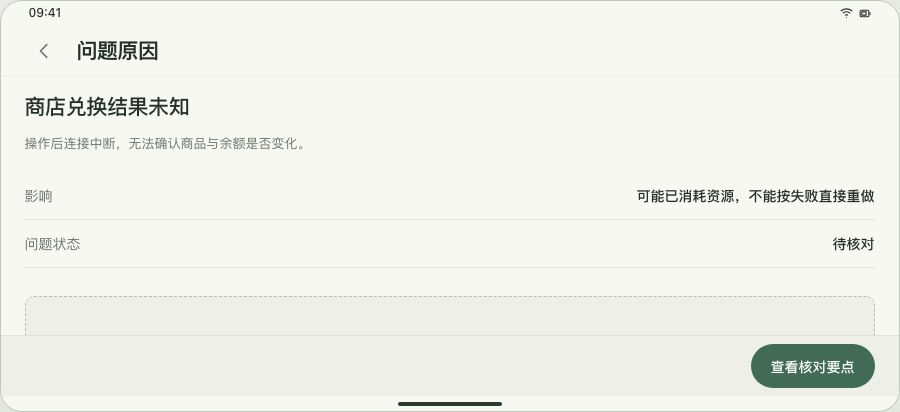 09:41
问题原因
商店兑换结果未知
操作后连接中断，无法确认商品与余额是否变化。
影响
可能已消耗资源，不能按失败直接重做
问题状态
待核对
查看核对要点